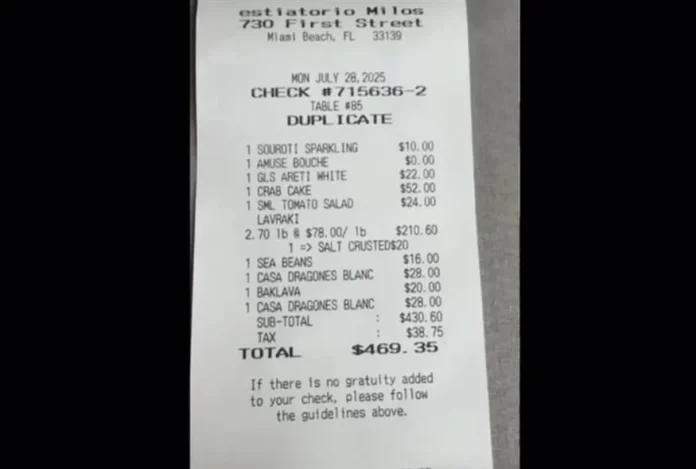 estiatorio Milos
730 First Street
Miami Beach, FL 33139
MON JULY 28, 2025
CHECK #715636-2
TABLE #85
DUPLICATE
1 SOUROTI SPARKLING $10.00
1 AMUSE BOUCHE $0.00
1 GLS ARETI WHITE $22.00
1 CRAB CAKE $52.00
1 SML TOMATO SALAD $24.00
LAVRAKI
2.70 lb @ $78.00/ lb $210.60
1 => SALT CRUSTED$20
1 SEA BEANS $16.00
1 CASA DRAGONES BLANC $28.00
1 BAKLAVA $20.00
1 CASA DRAGONES BLANC $28.00
SUB-TOTAL : $430.60
TAX : $38.75
TOTAL $469.35
If there is no gratuity added
to your check, please follow
the guidelines above.